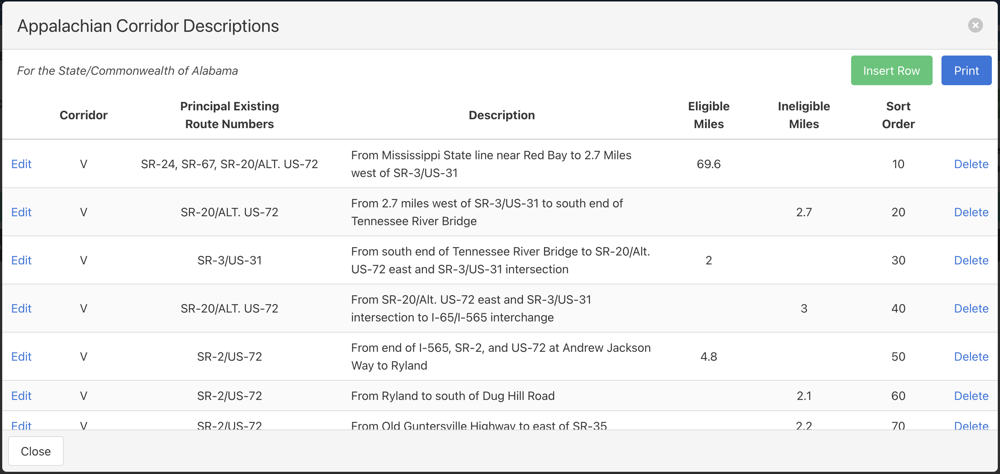 Appalachian Corridor Descriptions
For the State/Commonwealth of Alabama
Insert Row
Print
Corridor
Principal Existing
Route Numbers
Description
Eligible
Miles
Ineligible
Miles
Sort
Order
Edit V SR-24, SR-67, SR-20/ALT. US-72 From Mississippi State line near Red Bay to 2.7 Miles
west of SR-3/US-31 69.6 10 Delete
Edit V SR-20/ALT. US-72 From 2.7 miles west of SR-3/US-31 to south end of
Tennessee River Bridge 2.7 20 Delete
Edit V SR-3/US-31 From south end of Tennessee River Bridge to SR-20/Alt.
US-72 east and SR-3/US-31 intersection 2 30 Delete
Edit V SR-20/ALT. US-72 From SR-20/Alt. US-72 east and SR-3/US-31
intersection to I-65/I-565 interchange 3 40 Delete
Edit V SR-2/US-72 From end of I-565, SR-2, and US-72 at Andrew Jackson
Way to Ryland 4.8 50 Delete
Edit V SR-2/US-72 From Ryland to south of Dug Hill Road 2.1 60 Delete
Edit V SR-2/US-72 From Old Guntersville Highway to east of SR-35 2.2 70 Delete
Close